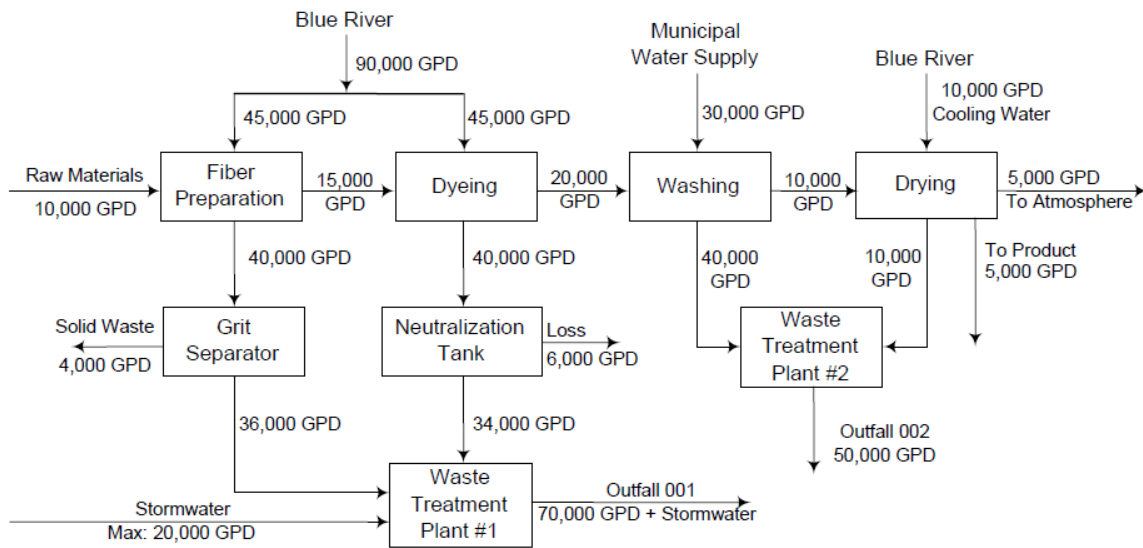 Blue River
90,000 GPD
45,000 GPD
45,000 GPD
Municipal
Water Supply
30,000 GPD
Blue River
10,000 GPD
Cooling Water
Raw Materials
10,000 GPD
Fiber
Preparation
15,000
GPD
Dyeing
20,000
GPD
Washing
10,000
GPD
Drying
5,000 GPD
To Atmosphere
40,000 GPD
40,000 GPD
40,000
GPD
10,000
GPD
To Product
5,000 GPD
Solid Waste
4,000 GPD
Grit
Separator
Neutralization
Tank
Loss
6,000 GPD
Waste
Treatment
Plant #2
36,000 GPD
34,000 GPD
Outfall 002
50,000 GPD
Stormwater
Max: 20,000 GPD
Waste
Treatment
Plant #1
Outfall 001
70,000 GPD + Stormwater